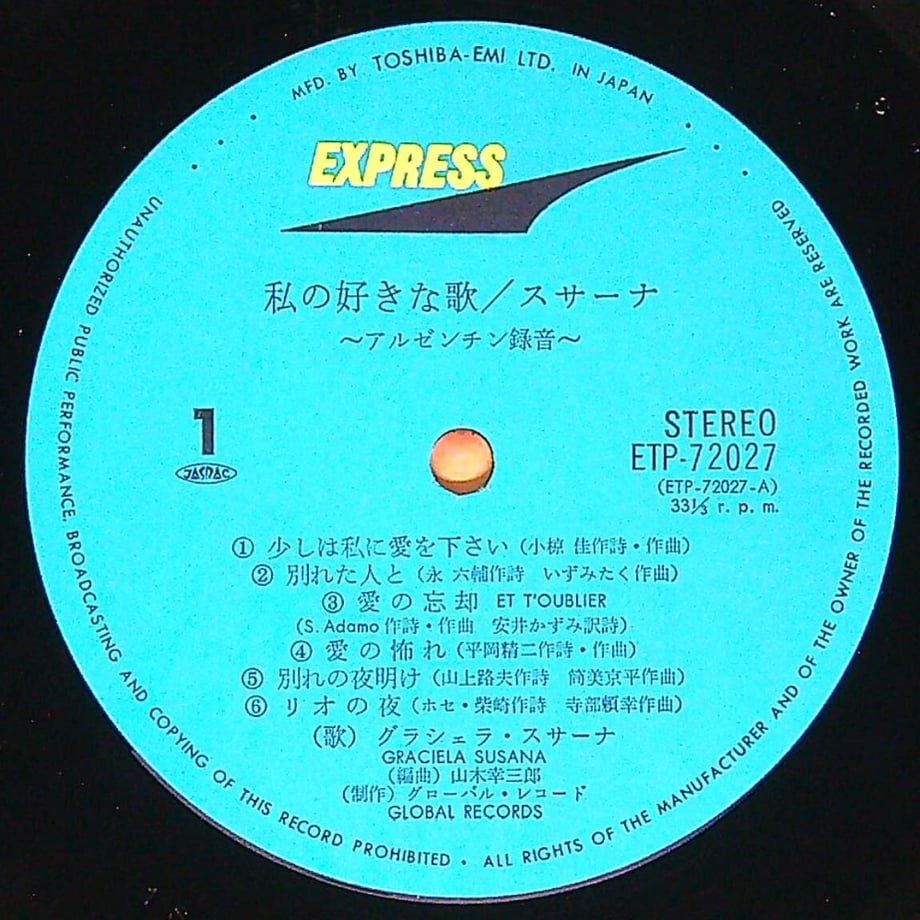 MFD. BY TOSHIBA-EMI LTD. IN JAPAN
EXPRESS
私の好きな歌／スサーナ
〜アルゼンチン録音〜
1
JASRAC
STEREO
ETP-72027
(ETP-72027-A)
33⅓ r. p. m.
① 少しは私に愛を下さい（小椋 佳作詩・作曲）
② 別れた人と（永 六輔作詩 いずみたく作曲）
③ 愛の忘却 ET T'OUBLIER
（S. Adamo 作詩・作曲 安井かずみ訳詩）
④ 愛の怖れ（平岡精二作詩・作曲）
⑤ 別れの夜明け（山上路夫作詩 筒美京平作曲）
⑥ リオの夜（ホセ・柴崎作詩 寺部頼幸作曲）
（歌） グラシェラ・スサーナ
GRACIELA SUSANA
（編曲）山木幸三郎
（制作）グローバル・レコード
GLOBAL RECORDS
UNAUTHORIZED PUBLIC PERFORMANCE, BROADCASTING AND COPYING OF THIS RECORD PROHIBITED • ALL RIGHTS OF THE MANUFACTURER AND OF THE OWNER OF THE RECORDED WORK ARE RESERVED